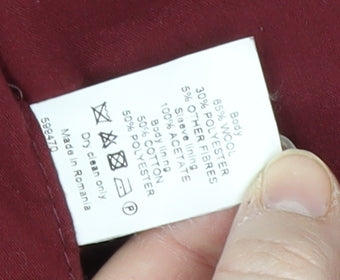 Body
65% WOOL
30% POLYESTER
5% OTHER FIBRES
Sleeve lining
100% ACETATE
Body lining
50% COTTON
50% POLYESTER
P
Dry clean only
Made in Romania
599470